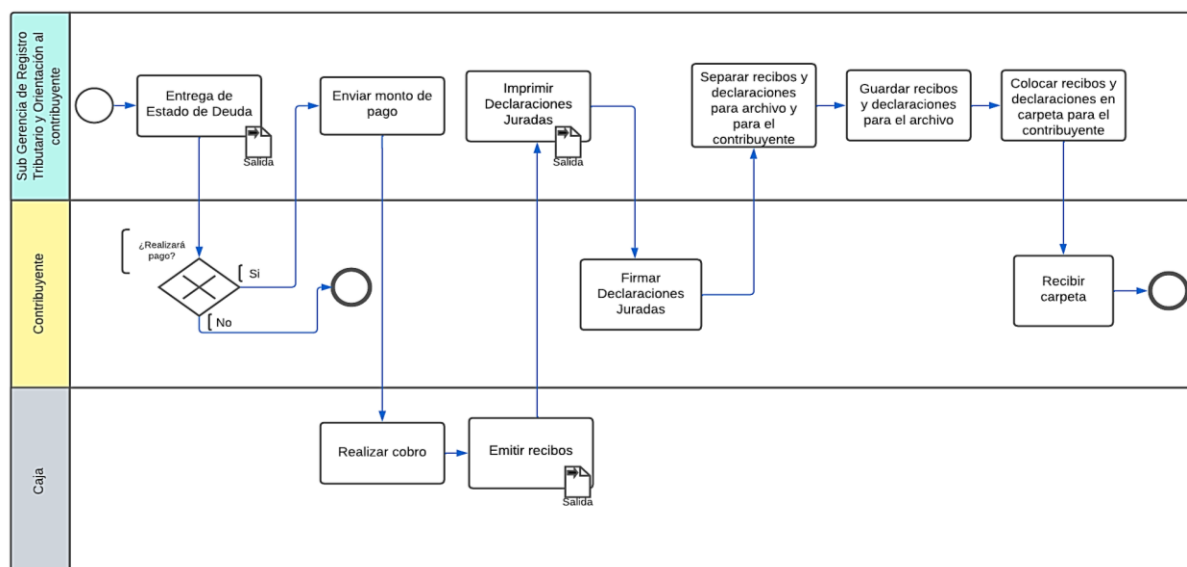 Sub Gerencia de Registro
Tributario y Orientación al
contribuyente
Entrega de
Estado de Deuda
Salida
Enviar monto de
pago
Imprimir
Declaraciones
Juradas
Salida
Separar recibos y
declaraciones
para archivo y
para el
contribuyente
Guardar recibos
y declaraciones
para el archivo
Colocar recibos y
declaraciones en
carpeta para el
contribuyente
Contribuyente
¿Realizará
pago?
Si
No
Firmar
Declaraciones
Juradas
Recibir
carpeta
Caja
Realizar cobro
Emitir recibos
Salida